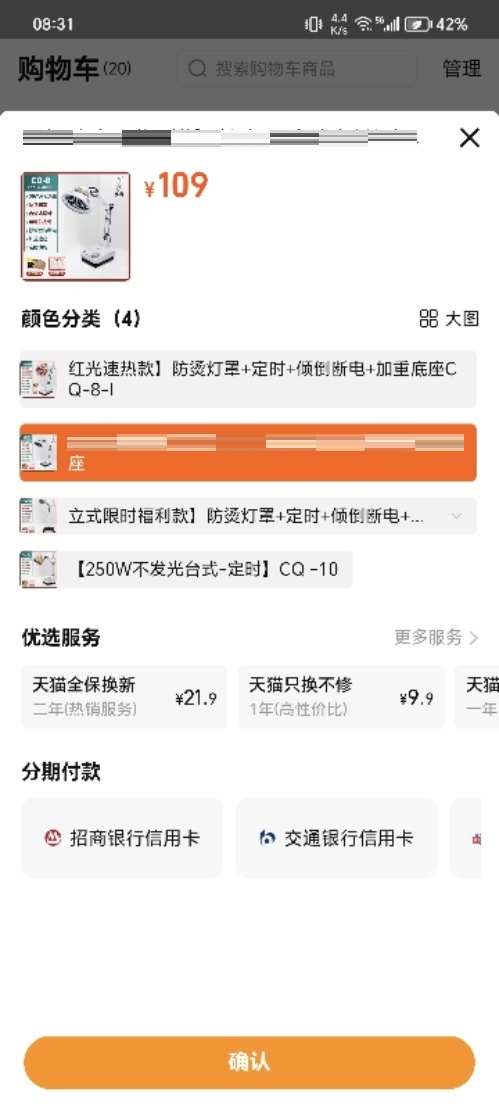 08:31
4.4
K/s
5G
42%
购物车(20)
搜索购物车商品
管理
¥109
CQ-8
颜色分类（4）
大图
红光速热款】防烫灯罩+定时+倾倒断电+加重底座C
Q-8-I
座
立式限时福利款】防烫灯罩+定时+倾倒断电+...
【250W不发光台式-定时】CQ -10
优选服务
更多服务
天猫全保换新
二年(热销服务)
¥21.9
天猫只换不修
1年(高性价比)
¥9.9
天猫
一年
分期付款
招商银行信用卡
交通银行信用卡
确认